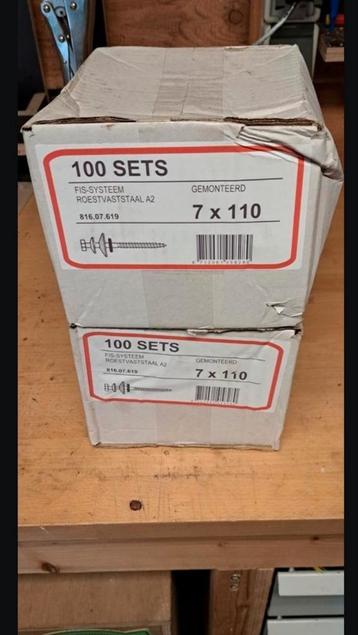 100 SETS
FIS-SYSTEEM
ROESTVASTSTAAL A2
GEMONTEERD
816.07.619
7 x 110
100 SETS
FIS-SYSTEEM
ROESTVASTSTAAL A2
GEMONTEERD
816.07.619
7 x 110